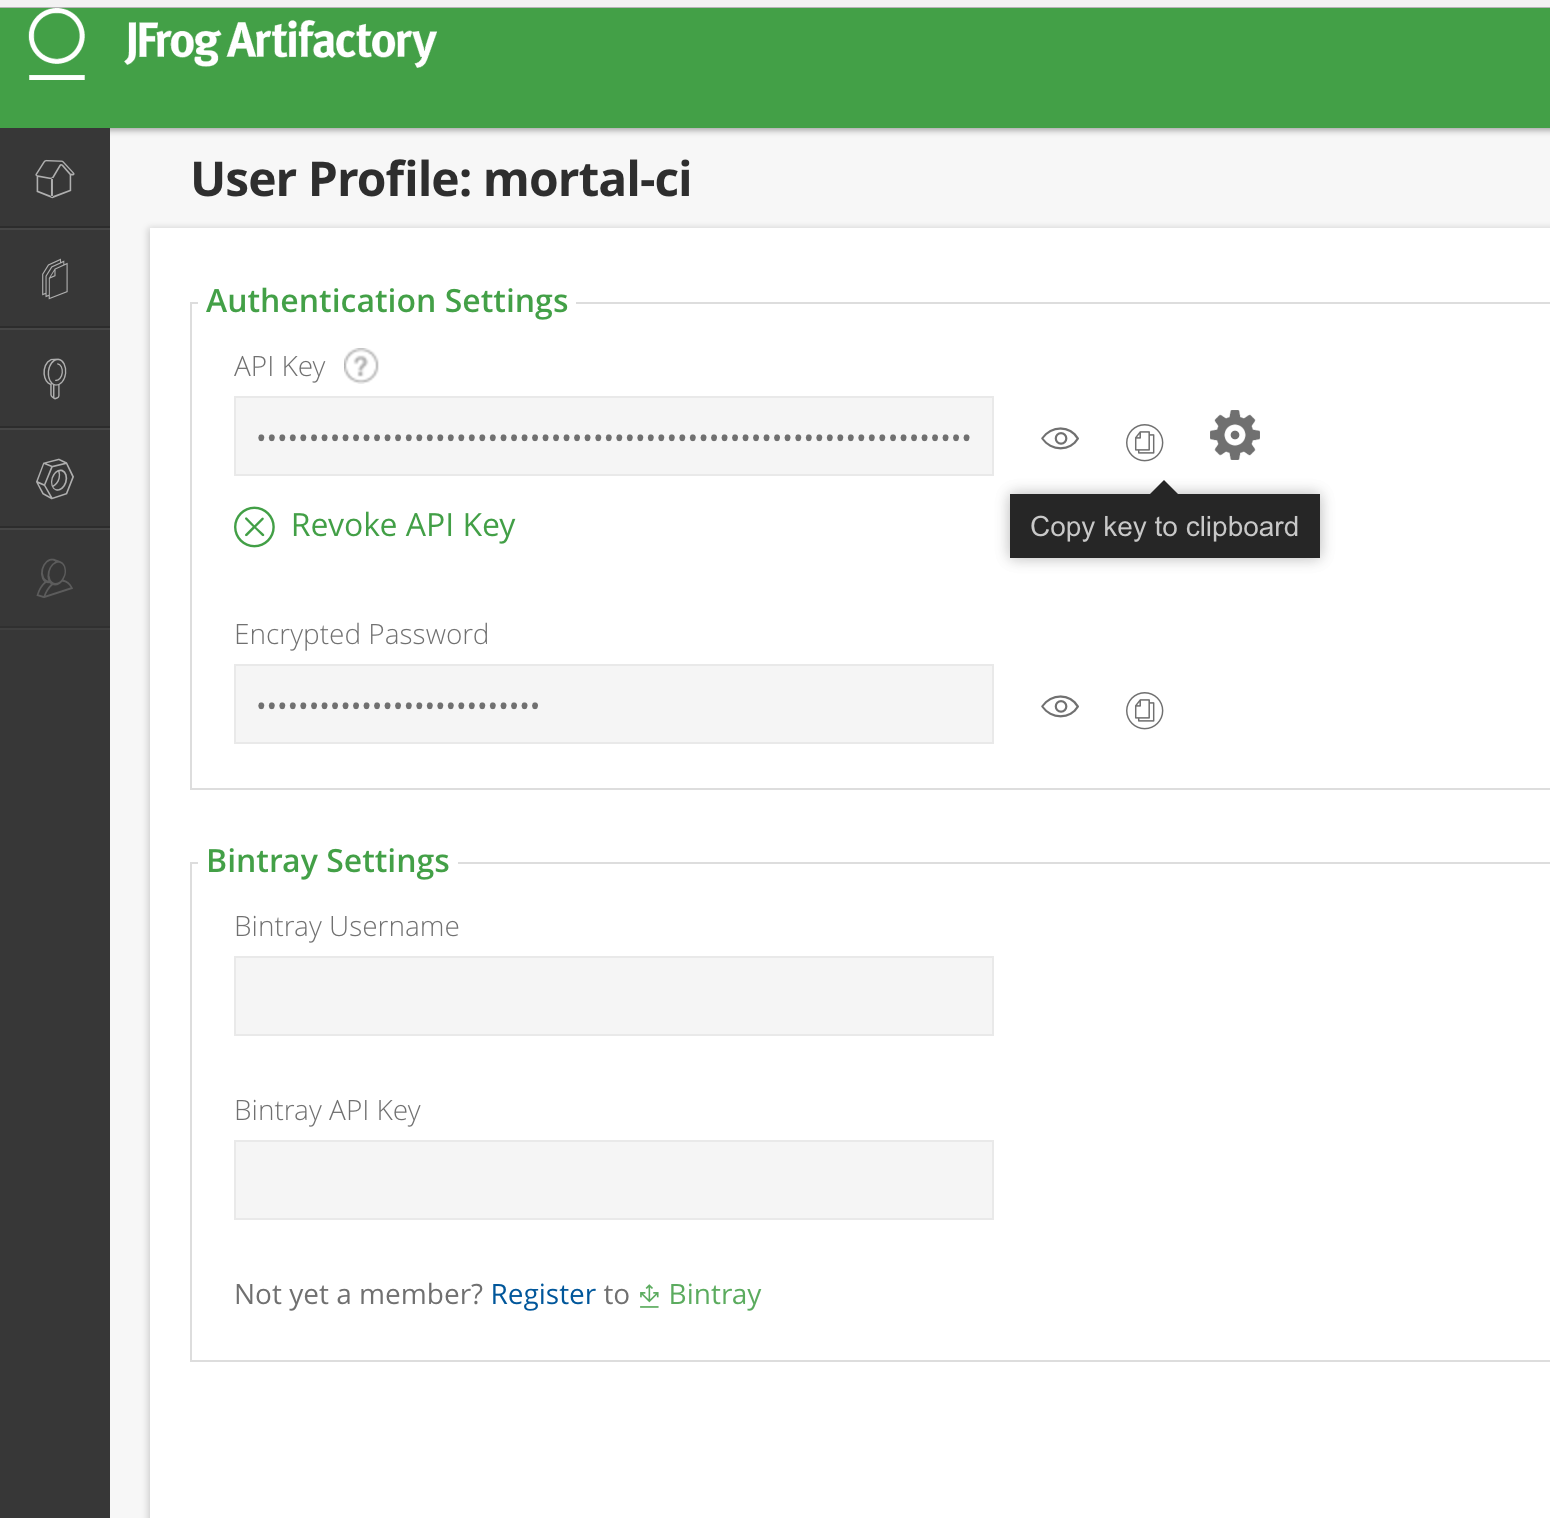 JFrog Artifactory
User Profile: mortal-ci
Authentication Settings
API Key ?
••••••••••••••••••••••••••••••••••••••••••••••••••••••••••••••••••••
Revoke API Key
Copy key to clipboard
Encrypted Password
•••••••••••••••••••••••••••
Bintray Settings
Bintray Username
Bintray API Key
Not yet a member? Register to Bintray